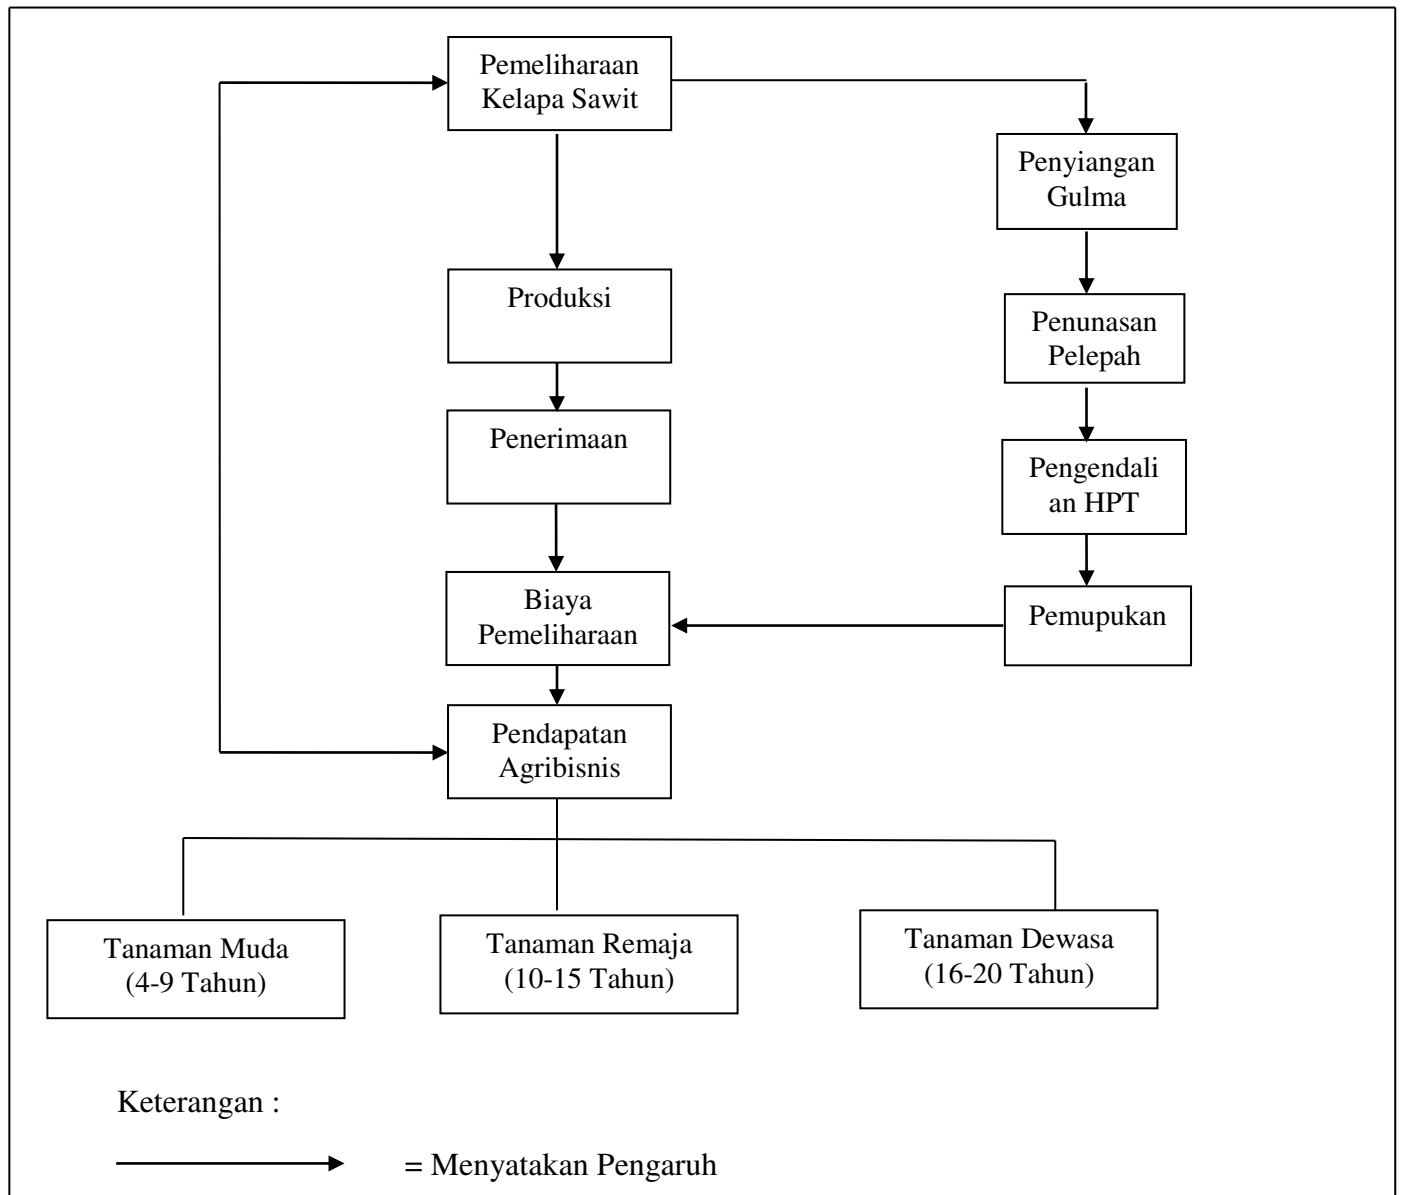 Pemeliharaan
Kelapa Sawit
Penyiangan
Gulma
Produksi
Penunasan
Pelepah
Penerimaan
Pengendali
an HPT
Biaya
Pemeliharaan
Pemupukan
Pendapatan
Agribisnis
Tanaman Muda
(4-9 Tahun)
Tanaman Remaja
(10-15 Tahun)
Tanaman Dewasa
(16-20 Tahun)
Keterangan :
= Menyatakan Pengaruh